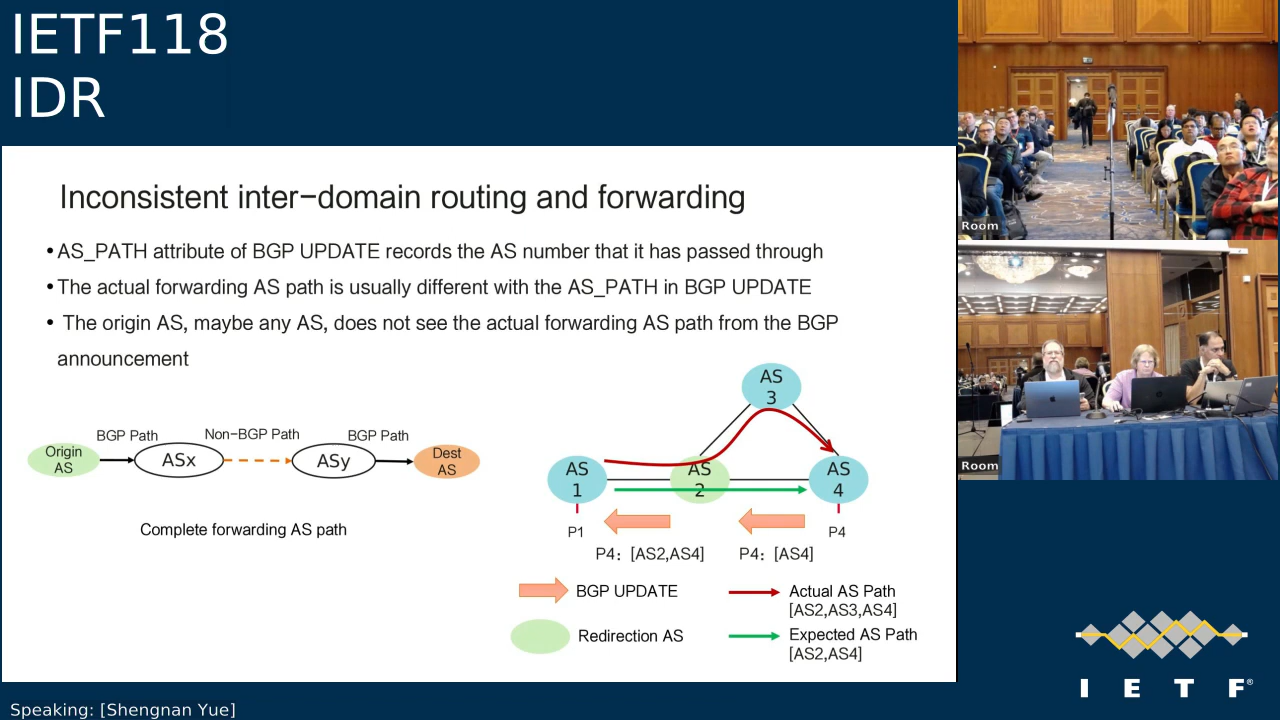 IETF118
IDR
Inconsistent inter-domain routing and forwarding
• AS_PATH attribute of BGP UPDATE records the AS number that it has passed through
• The actual forwarding AS path is usually different with the AS_PATH in BGP UPDATE
• The origin AS, maybe any AS, does not see the actual forwarding AS path from the BGP
announcement
BGP Path
Non-BGP Path
BGP Path
Origin
AS
ASx
ASy
Dest
AS
Complete forwarding AS path
AS
3
AS
1
AS
2
AS
4
P1
P4
P4: [AS2,AS4]
P4: [AS4]
BGP UPDATE
Actual AS Path
[AS2,AS3,AS4]
Redirection AS
Expected AS Path
[AS2,AS4]
Room
Room
I E T F®
Speaking: [Shengnan Yue]